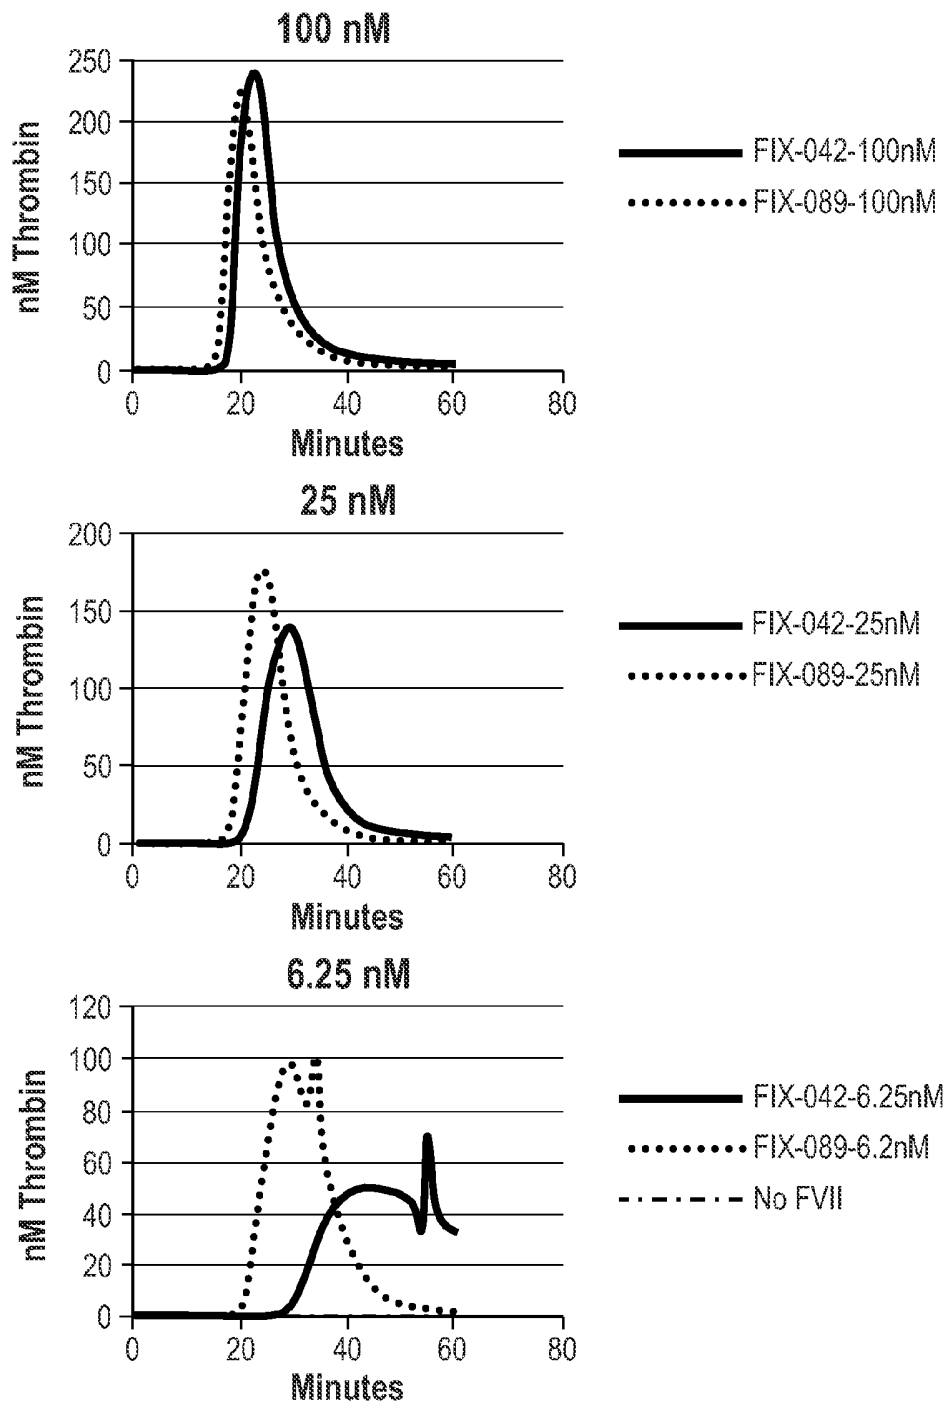 100 nM
nM Thrombin
250
200
150
100
50
0
0 20 40 60 80
Minutes
FIX-042-100nM
FIX-089-100nM
25 nM
nM Thrombin
200
150
100
50
0
0 20 40 60 80
Minutes
FIX-042-25nM
FIX-089-25nM
6.25 nM
nM Thrombin
120
100
80
60
40
20
0
0 20 40 60 80
Minutes
FIX-042-6.25nM
FIX-089-6.2nM
No FVII